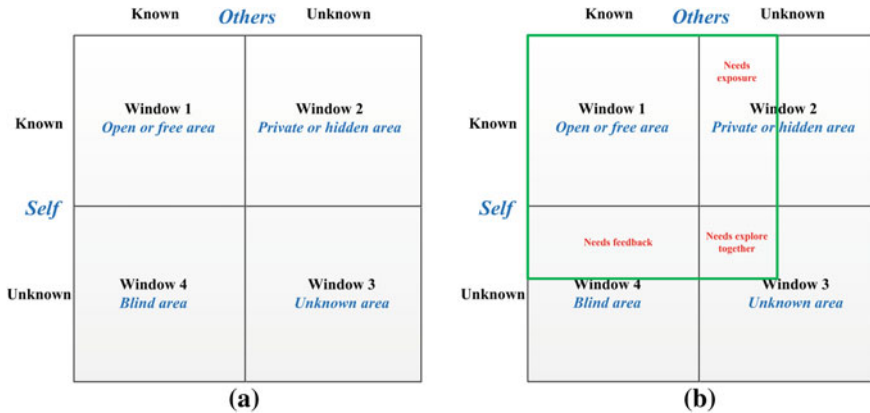 Known Others Unknown
Known
Window 1
Open or free area
Window 2
Private or hidden area
Self
Unknown
Window 4
Blind area
Window 3
Unknown area
(a)
Known Others Unknown
Needs
exposure
Known
Window 1
Open or free area
Window 2
Private or hidden area
Self
Needs feedback
Needs explore
together
Unknown
Window 4
Blind area
Window 3
Unknown area
(b)